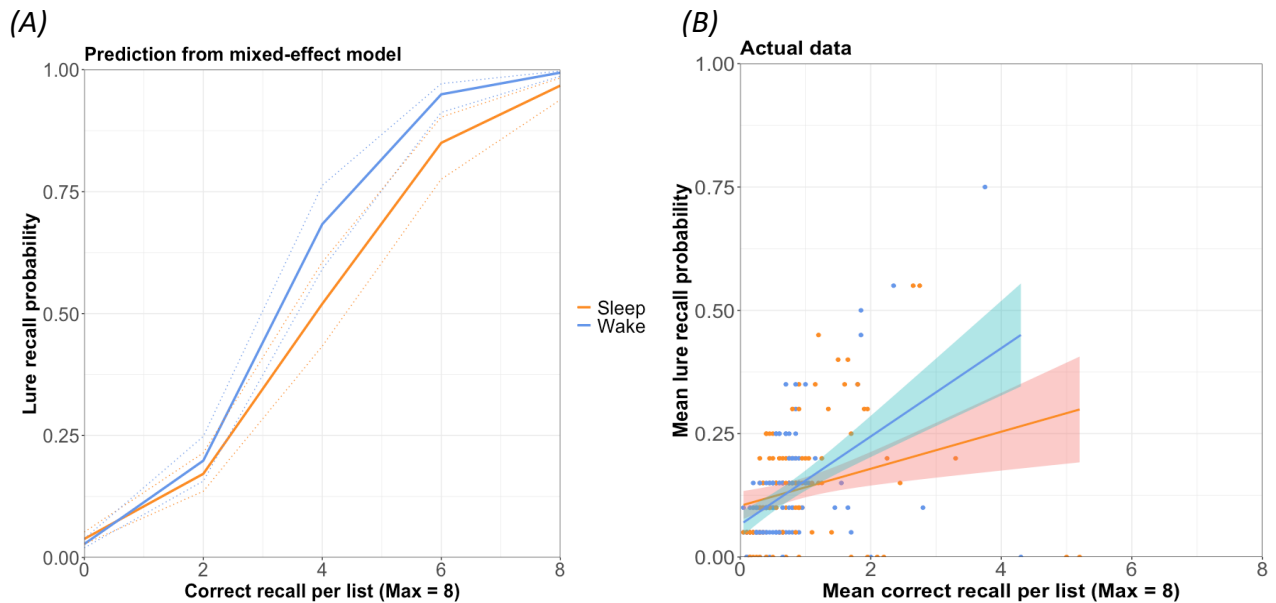 (A)
Prediction from mixed-effect model
1.00
0.75
0.50
0.25
0.00
Lure recall probability
0 2 4 6 8
Correct recall per list (Max = 8)
Sleep
Wake
(B)
Actual data
1.00
0.75
0.50
0.25
0.00
Mean lure recall probability
0 2 4 6 8
Mean correct recall per list (Max = 8)